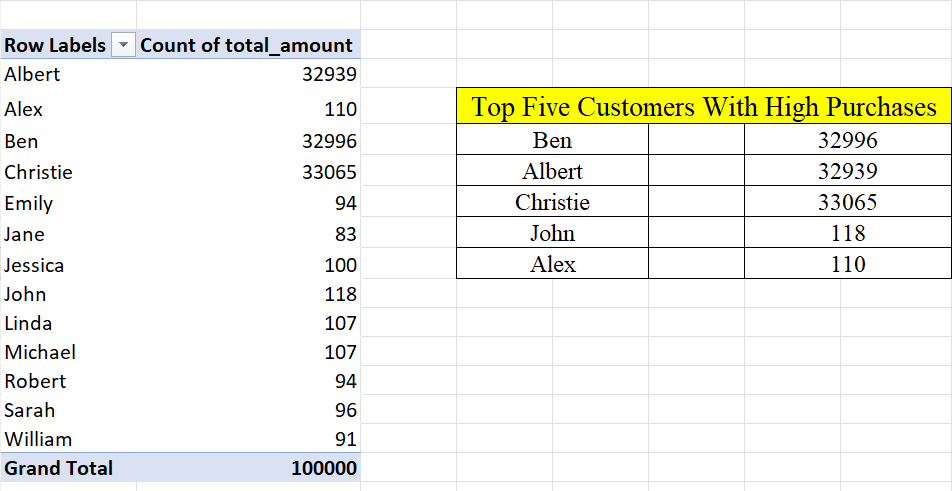 Row Labels Count of total_amount
Albert 32939
Alex 110
Ben 32996
Christie 33065
Emily 94
Jane 83
Jessica 100
John 118
Linda 107
Michael 107
Robert 94
Sarah 96
William 91
Grand Total 100000
Top Five Customers With High Purchases
Ben 32996
Albert 32939
Christie 33065
John 118
Alex 110